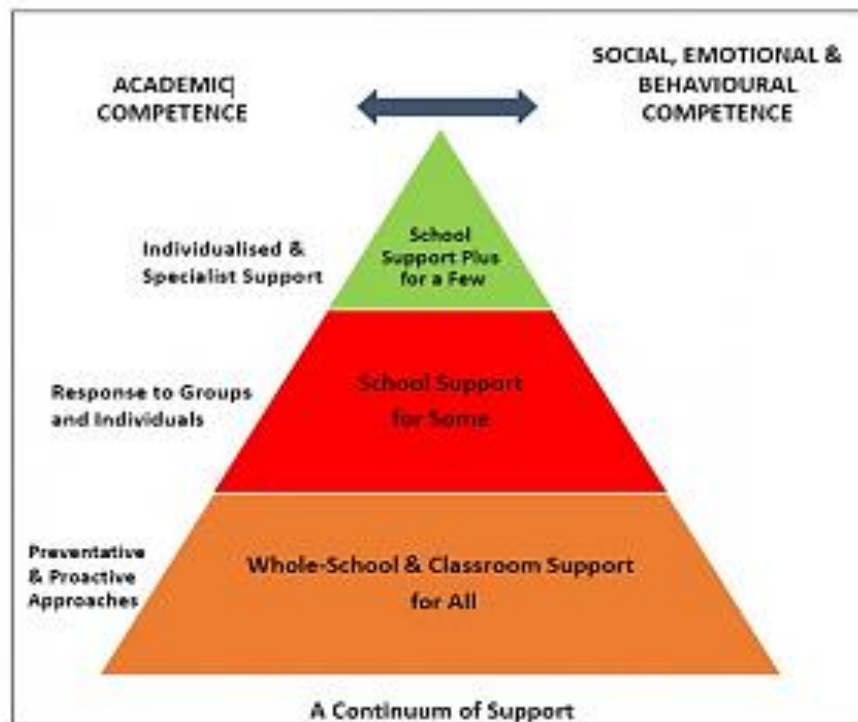 ACADEMIC
COMPETENCE
SOCIAL, EMOTIONAL &
BEHAVIOURAL
COMPETENCE
Individualised &
Specialist Support
School
Support Plus
for a Few
Response to Groups
and Individuals
School Support
for Some
Preventative
& Proactive
Approaches
Whole-School & Classroom Support
for All
A Continuum of Support